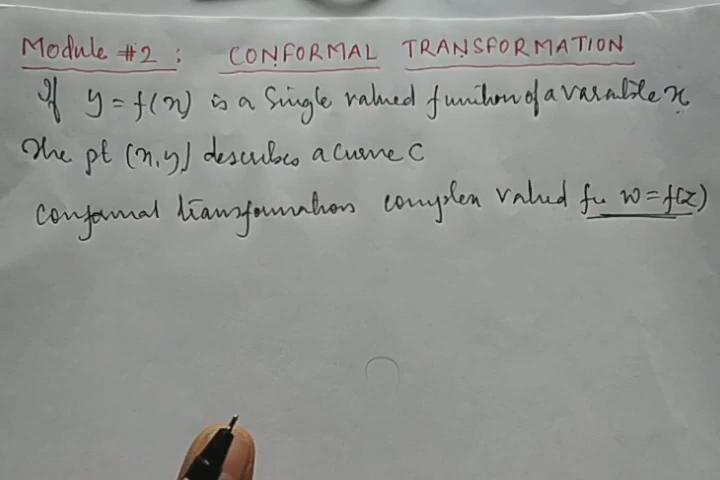 Module #2 : CONFORMAL TRANSFORMATION
If y = f(x) is a single valued function of a variable x
The pt (x,y) describes a curve C
conformal transformation complex valued fn w = f(z)